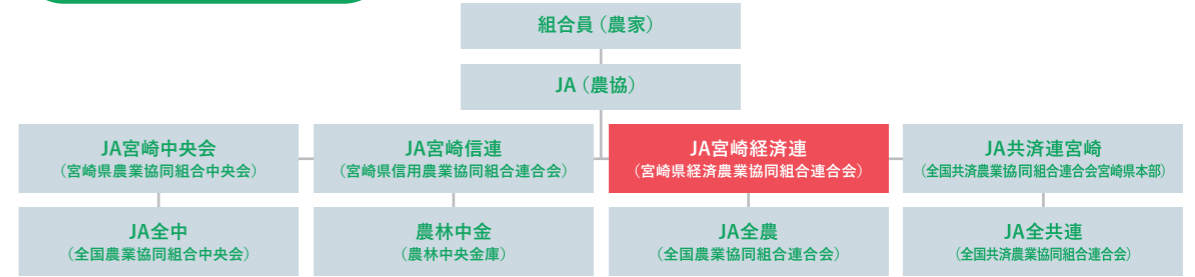 組合員（農家）
JA（農協）
JA宮崎中央会
（宮崎県農業協同組合中央会）
JA宮崎信連
（宮崎県信用農業協同組合連合会）
JA宮崎経済連
（宮崎県経済農業協同組合連合会）
JA共済連宮崎
（全国共済農業協同組合連合会宮崎県本部）
JA全中
（全国農業協同組合中央会）
農林中金
（農林中央金庫）
JA全農
（全国農業協同組合連合会）
JA全共連
（全国共済農業協同組合連合会）